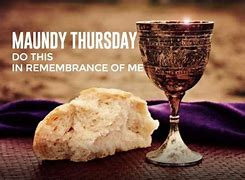 MAUNDY THURSDAY
DO THIS
IN REMEMBRANCE OF ME